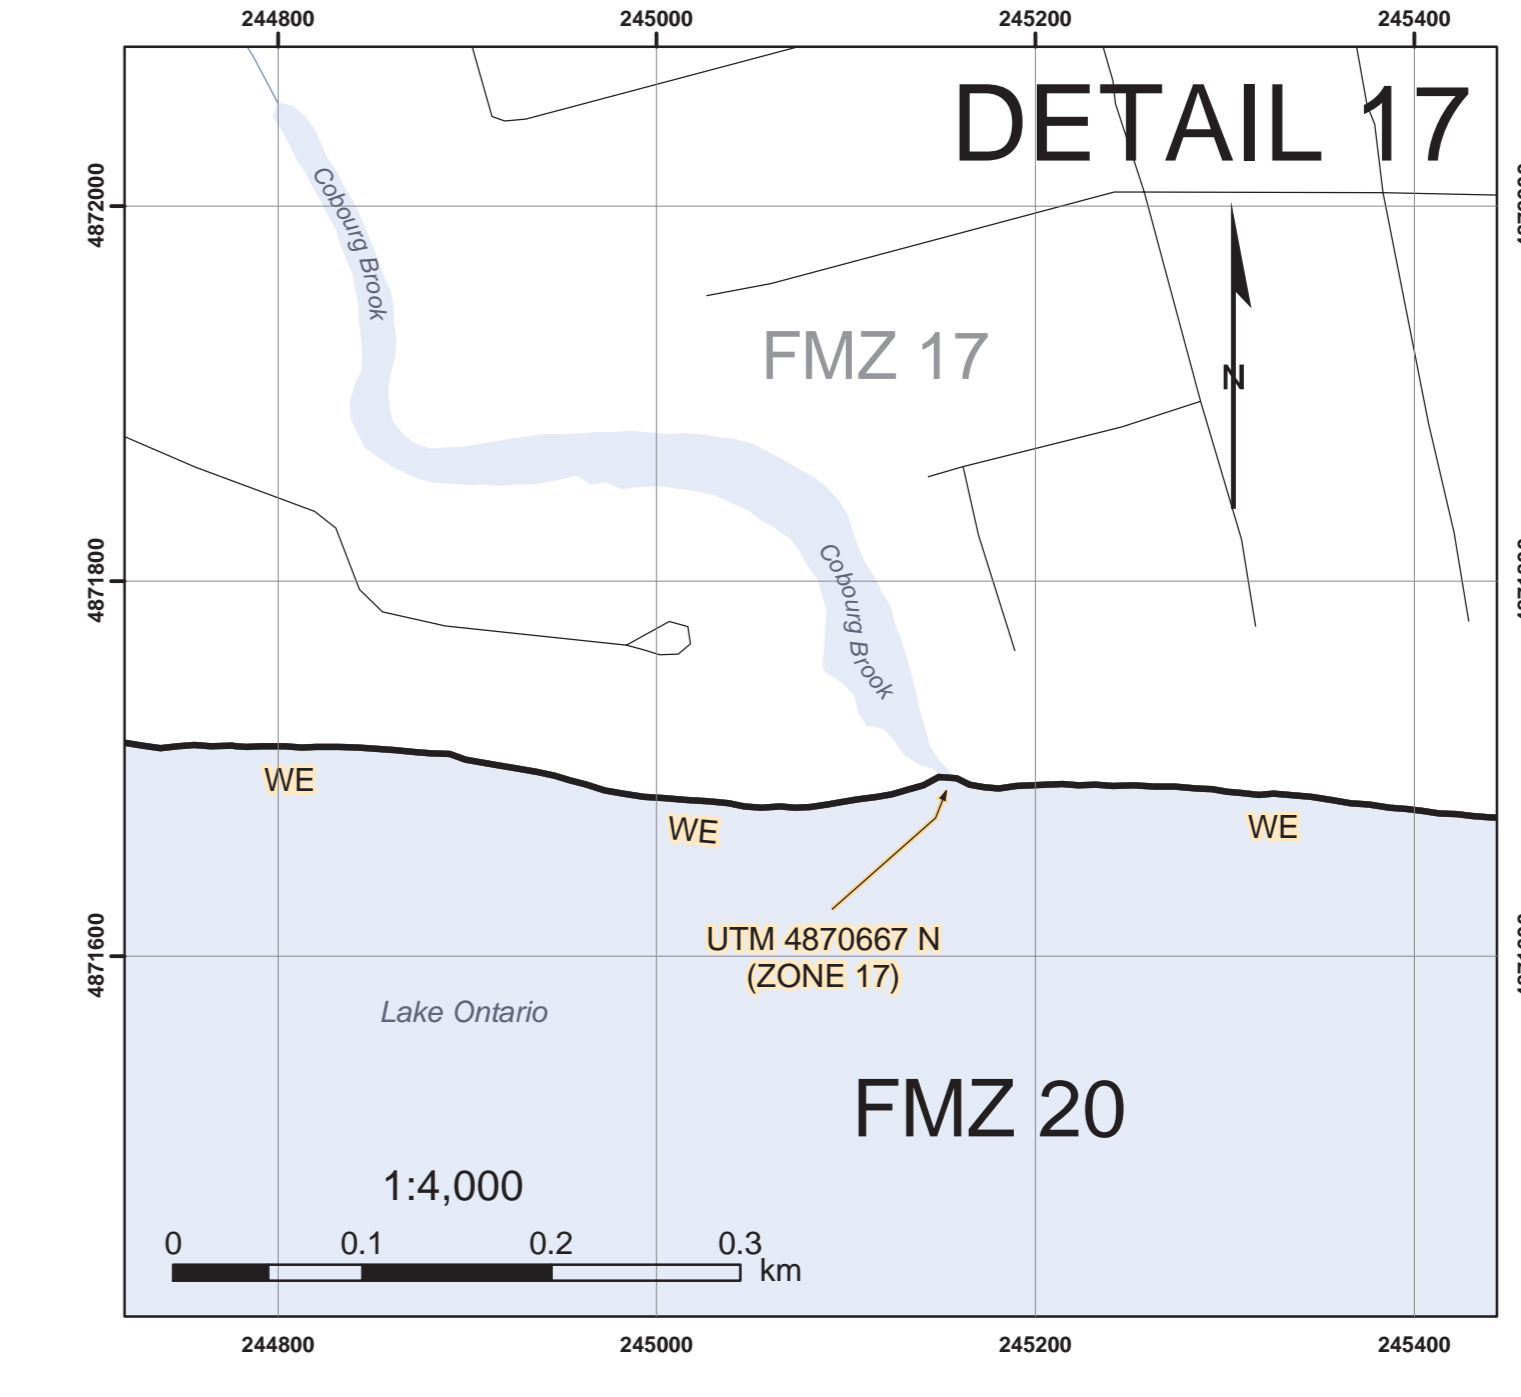 244800 245000 245200 245400
DETAIL 17
4872000
Cobourg Brook
FMZ 17
N
4871800
Cobourg Brook
WE
WE
WE
UTM 4870667 N
(ZONE 17)
4871600
Lake Ontario
FMZ 20
1:4,000
0 0.1 0.2 0.3
km
244800 245000 245200 245400